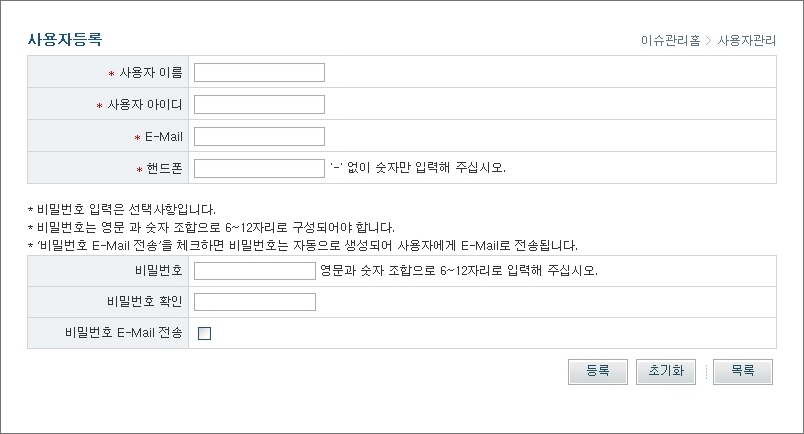 사용자등록
이슈관리홈 > 사용자관리
* 사용자 이름
* 사용자 아이디
* E-Mail
* 핸드폰 '-' 없이 숫자만 입력해 주십시오.
* 비밀번호 입력은 선택사항입니다.
* 비밀번호는 영문 과 숫자 조합으로 6~12자리로 구성되어야 합니다.
* '비밀번호 E-Mail 전송'을 체크하면 비밀번호는 자동으로 생성되어 사용자에게 E-Mail로 전송됩니다.
비밀번호 영문과 숫자 조합으로 6~12자리로 입력해 주십시오.
비밀번호 확인
비밀번호 E-Mail 전송
등록 초기화 목록